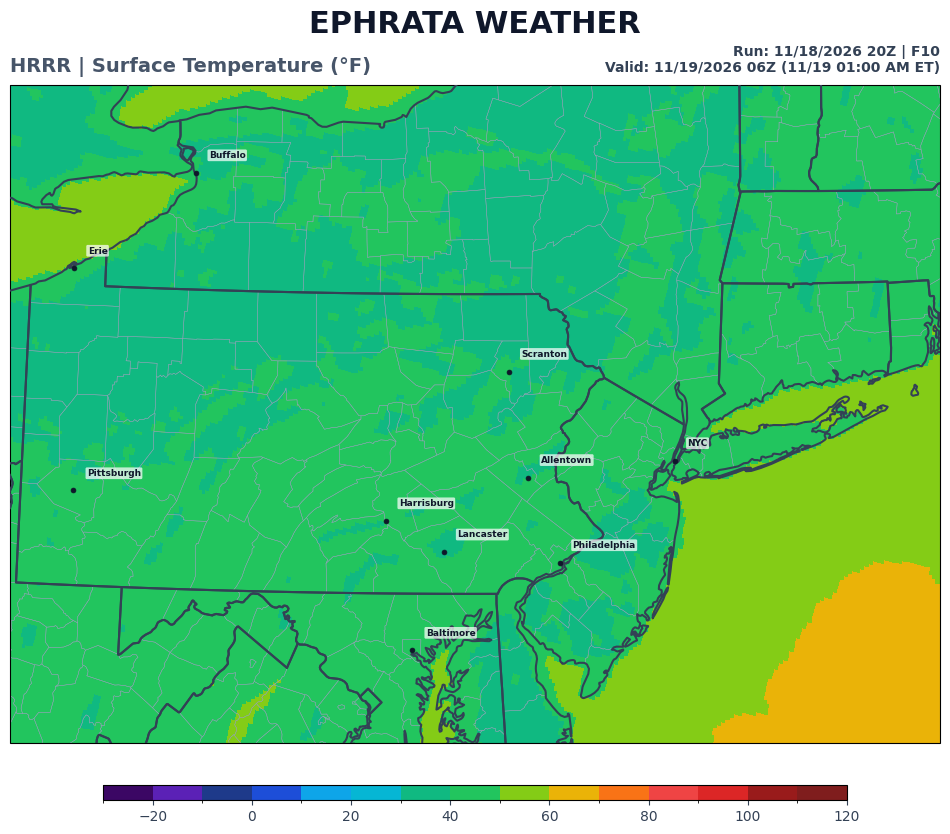 EPHRATA WEATHER
HRRR | Surface Temperature (°F)
Run: 11/18/2026 20Z | F10
Valid: 11/19/2026 06Z (11/19 01:00 AM ET)
Buffalo
Erie
Scranton
NYC
Allentown
Pittsburgh
Harrisburg
Lancaster
Philadelphia
Baltimore
−20 0 20 40 60 80 100 120